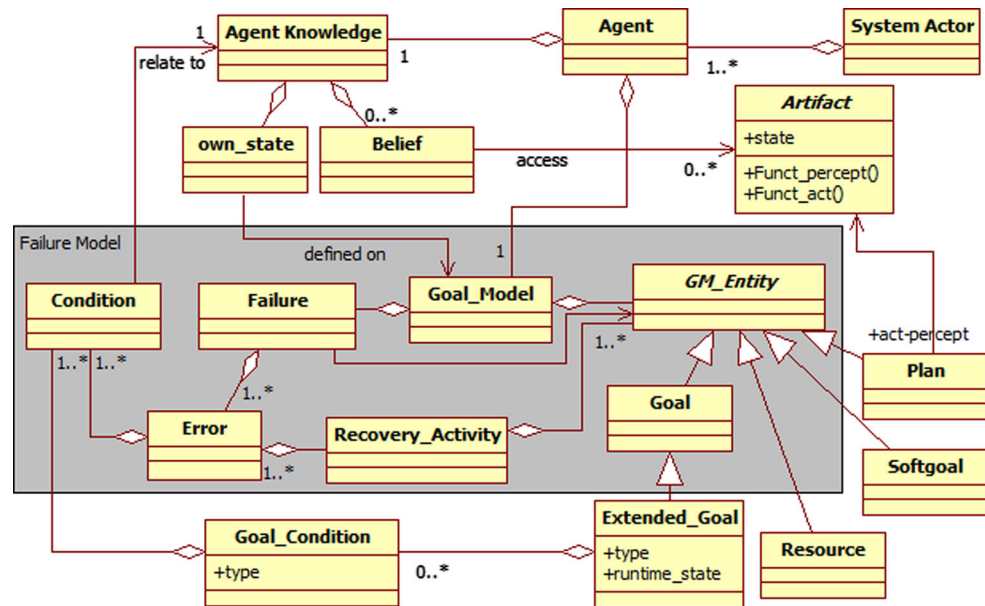 1
Agent Knowledge
Agent
System Actor
relate to
1
1..*
0..*
Artifact
+state
+Funct_percept()
+Funct_act()
own_state
Belief
access
0..*
Failure Model
defined on
1
Condition
Failure
Goal_Model
GM_Entity
1..*
1..*
1..*
+act-percept
Plan
1..*
Goal
Error
Recovery_Activity
1..*
Softgoal
Goal_Condition
+type
0..*
Extended_Goal
+type
+runtime_state
Resource